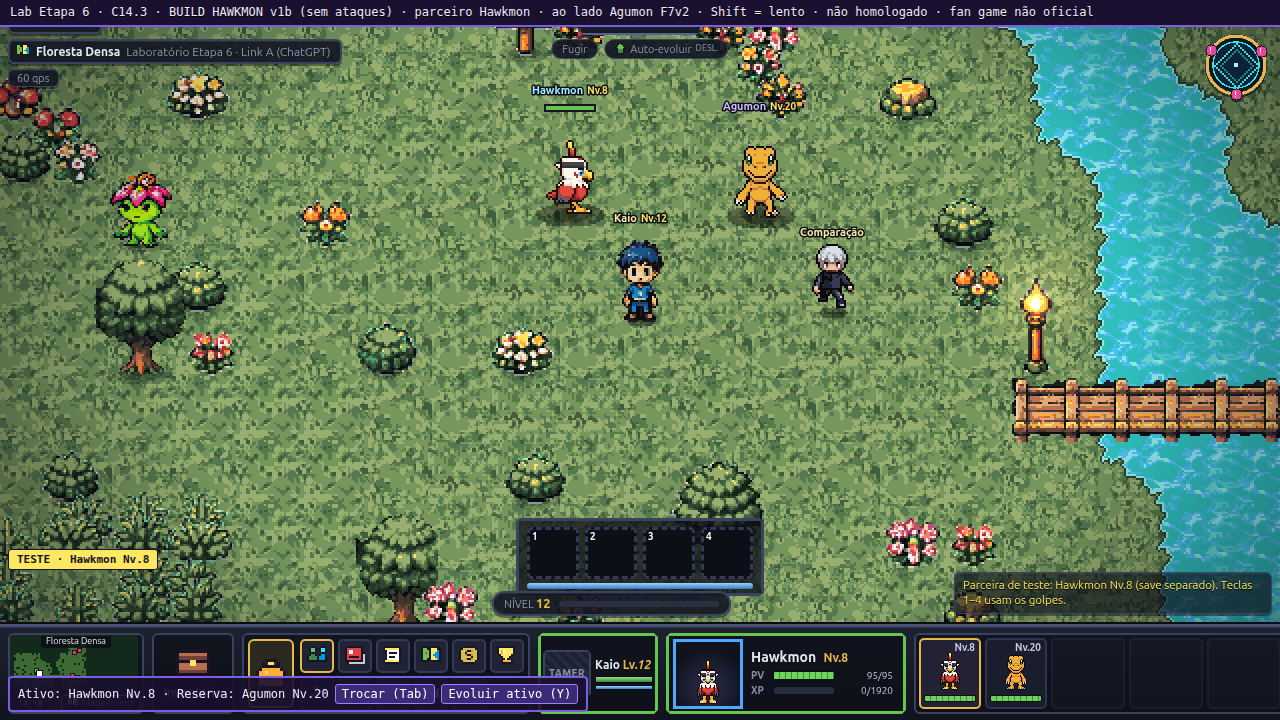 Lab Etapa 6 · C14.3 · BUILD HAWKMON v1b (sem ataques) · parceiro Hawkmon · ao lado Agumon F7v2 · Shift = lento · não homologado · fan game não oficial
Floresta Densa Laboratório Etapa 6 · Link A (ChatGPT)
Fugir
Auto-evoluir DESL.
60 qps
Hawkmon Nv.8
Agumon Nv.20
Kaio Nv.12
Comparação
1 2 3 4
TESTE · Hawkmon Nv.8
Parceira de teste: Hawkmon Nv.8 (save separado). Teclas
1–4 usam os golpes.
NÍVEL 12
Floresta Densa
TAMER
Kaio Lv.12
Hawkmon Nv.8
PV 95/95
XP 0/1920
Nv.8
Nv.20
Ativo: Hawkmon Nv.8 · Reserva: Agumon Nv.20 Trocar (Tab) Evoluir ativo (Y)